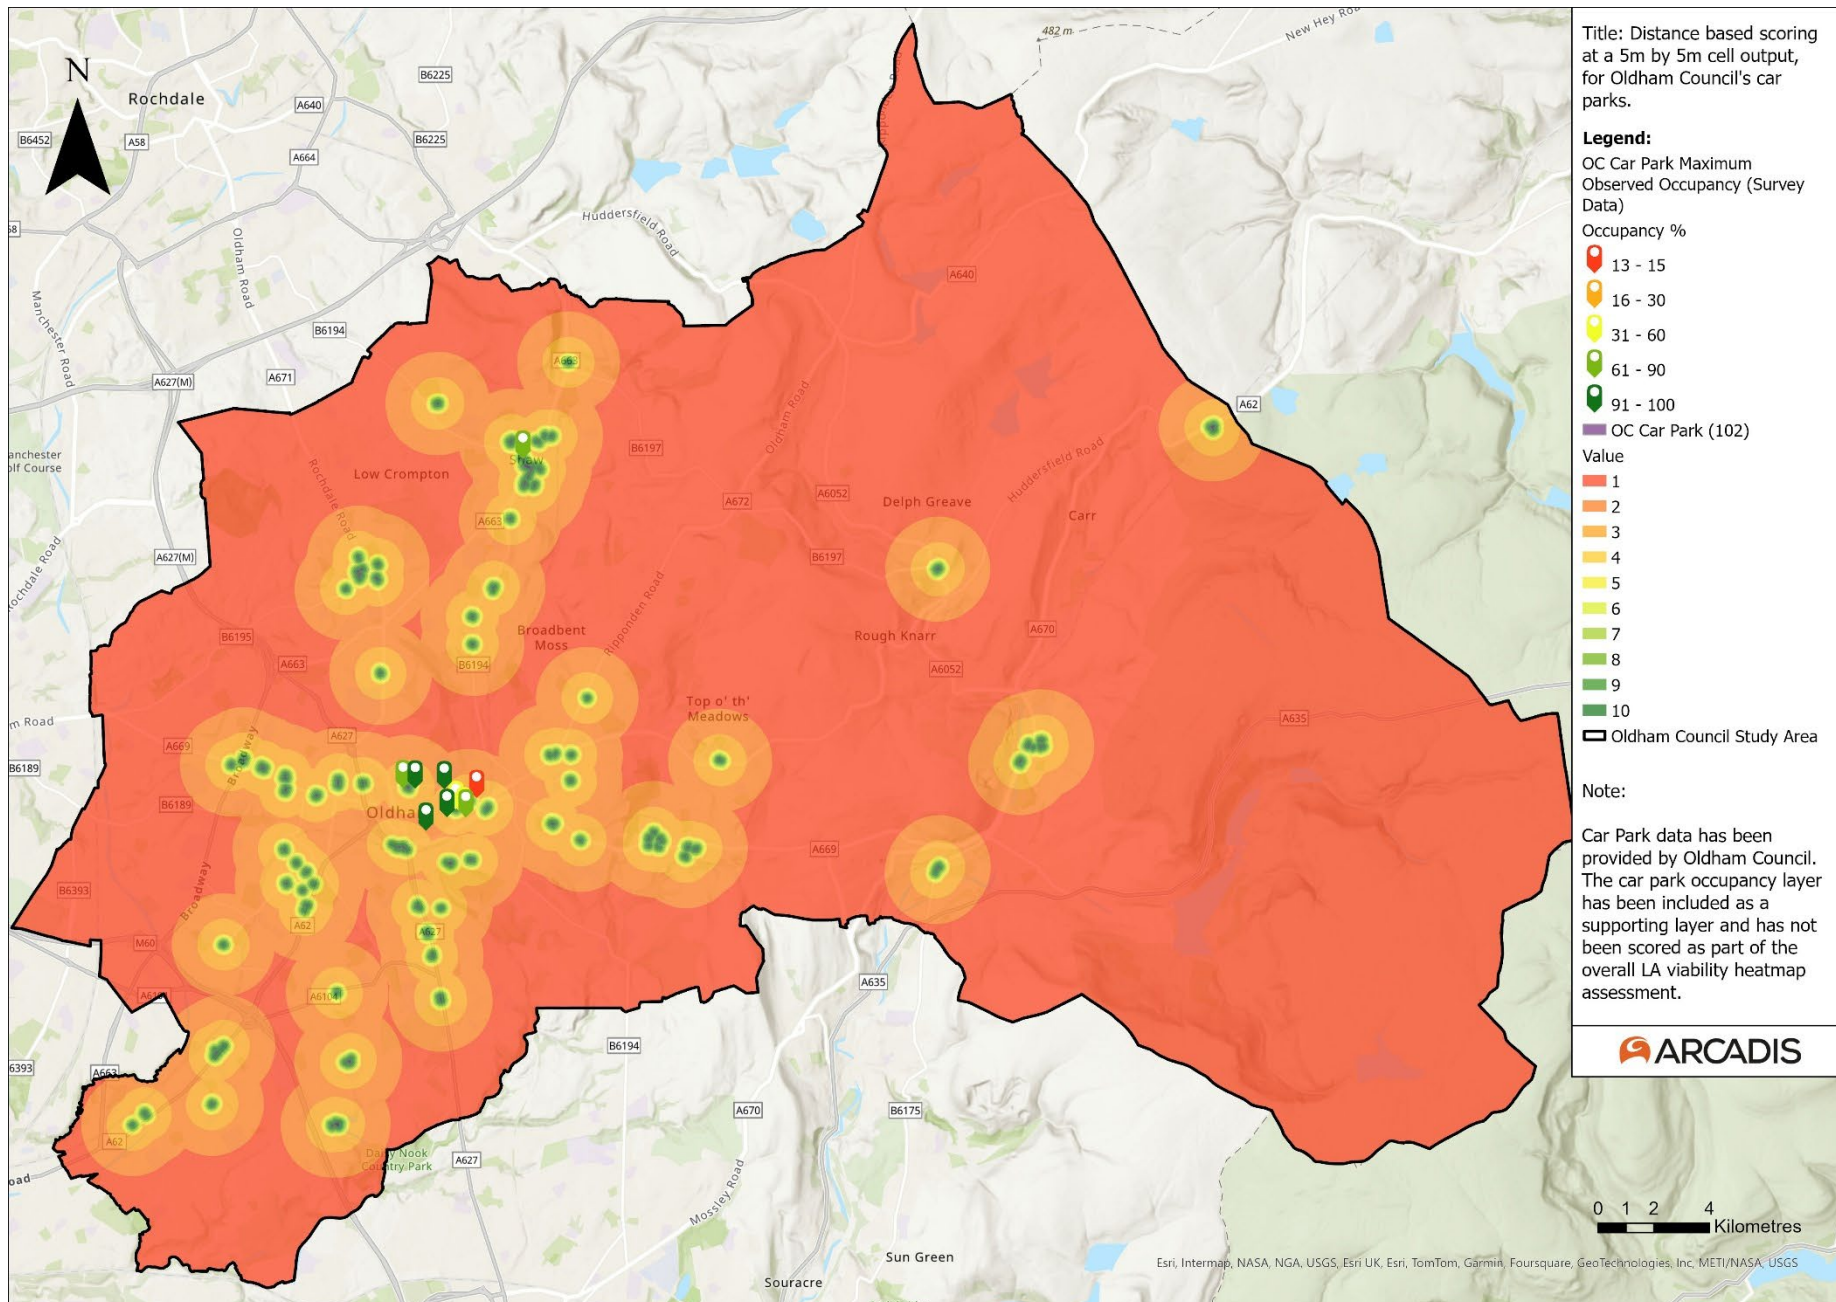 Title: Distance based scoring
at a 5m by 5m cell output,
for Oldham Council's car
parks.
Legend:
OC Car Park Maximum
Observed Occupancy (Survey
Data)
Occupancy %
13 - 15
16 - 30
31 - 60
61 - 90
91 - 100
OC Car Park (102)
Value
1
2
3
4
5
6
7
8
9
10
Oldham Council Study Area
Note:
Car Park data has been
provided by Oldham Council.
The car park occupancy layer
has been included as a
supporting layer and has not
been scored as part of the
overall LA viability heatmap
assessment.
ARCADIS
0 1 2 4
Kilometres
Esri, Intermap, NASA, NGA, USGS, Esri UK, Esri, TomTom, Garmin, Foursquare, GeoTechnologies, Inc, METI/NASA, USGS
N
482 m
New Hey Roa
B6225
Rochdale
A640
B6452
A58
B6225
A664
Huddersfield Road
Oldham Road
A640
Manchester Road
B6194
A663
A627(M)
A671
A62
Oldham Road
Shaw
B6197
Huddersfield Road
Low Crompton
Rochdale Road
A672
A6052
Delph Greave
Carr
A663
A627(M)
B6197
Rochdale Road
Ripponden Road
B6195
Broadbent
Moss
Rough Knarr
A670
A663
B6194
A6052
Top o' th'
Meadows
m Road
A669
A627
A635
Broadway
B6189
B6189
A669
B6393
Broadway
A62
A627
M60
A6104
A635
B6194
6393
A663
A670
B6175
A62
Daisy Nook
Country Park
A627
oad
Mossley Road
Sun Green
Souracre